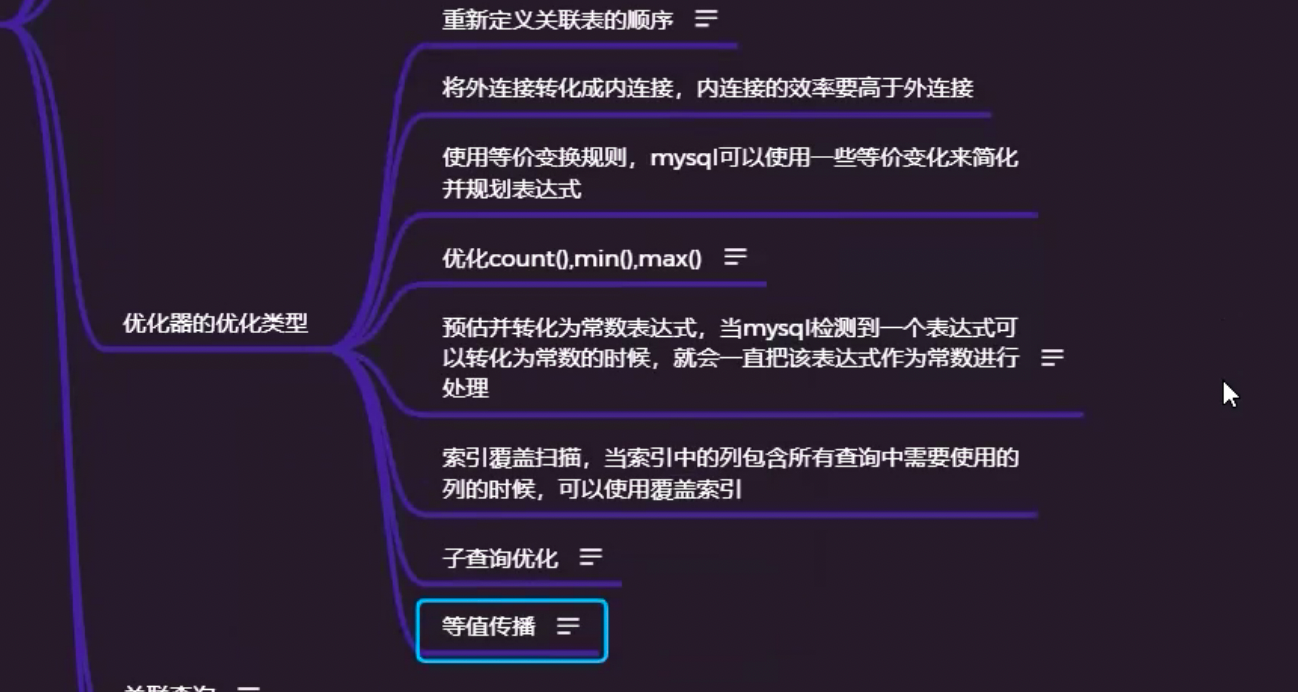 重新定义关联表的顺序
将外连接转化成内连接，内连接的效率要高于外连接
使用等价变换规则，mysql可以使用一些等价变化来简化
并规划表达式
优化count(),min(),max()
优化器的优化类型
预估并转化为常数表达式，当mysql检测到一个表达式可
以转化为常数的时候，就会一直把该表达式作为常数进行
处理
索引覆盖扫描，当索引中的列包含所有查询中需要使用的
列的时候，可以使用覆盖索引
子查询优化
等值传播
关联查询